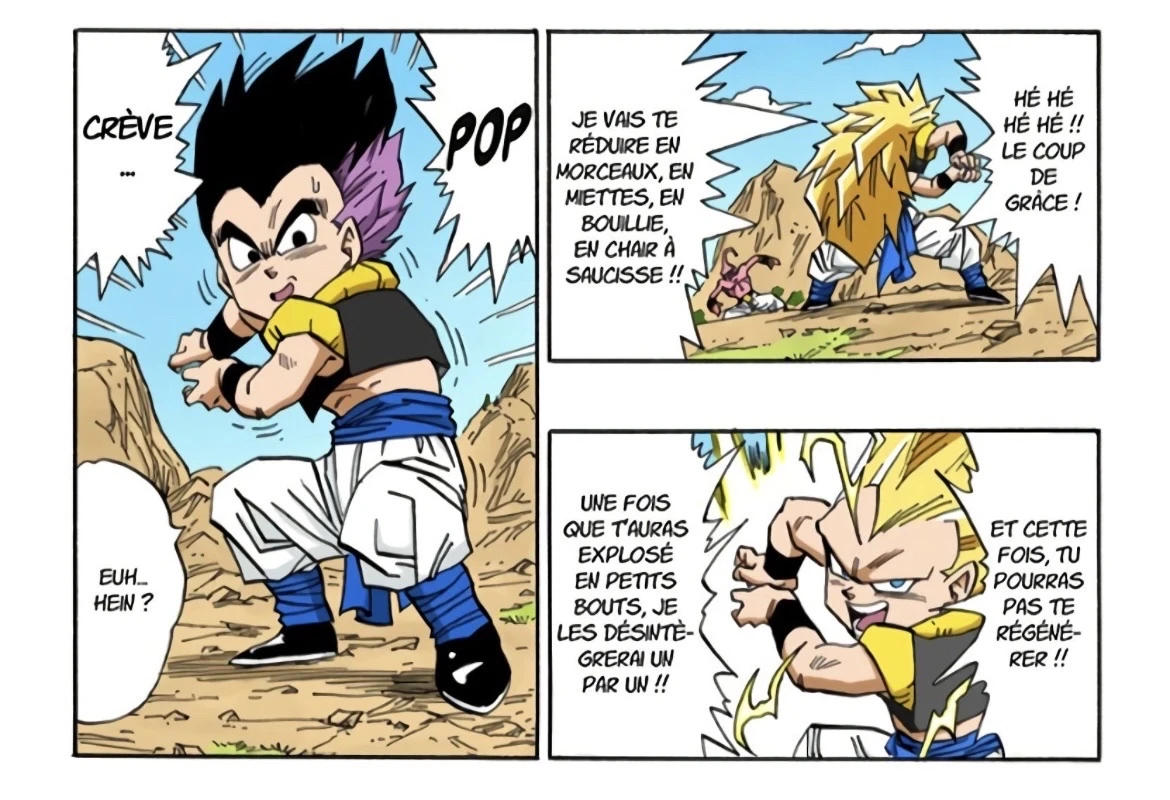 HÉ HÉ
HÉ HÉ !!
LE COUP
DE
GRÂCE !
JE VAIS TE
RÉDUIRE EN
MORCEAUX, EN
MIETTES, EN
BOUILLIE,
EN CHAIR À
SAUCISSE !!
ET CETTE
FOIS, TU
POURRAS
PAS TE
RÉGÉNÉ-
RER !!
UNE FOIS
QUE T'AURAS
EXPLOSÉ
EN PETITS
BOUTS, JE
LES DÉSINTÈ-
GRERAI UN
PAR UN !!
POP
CRÈVE
...
EUH...
HEIN ?